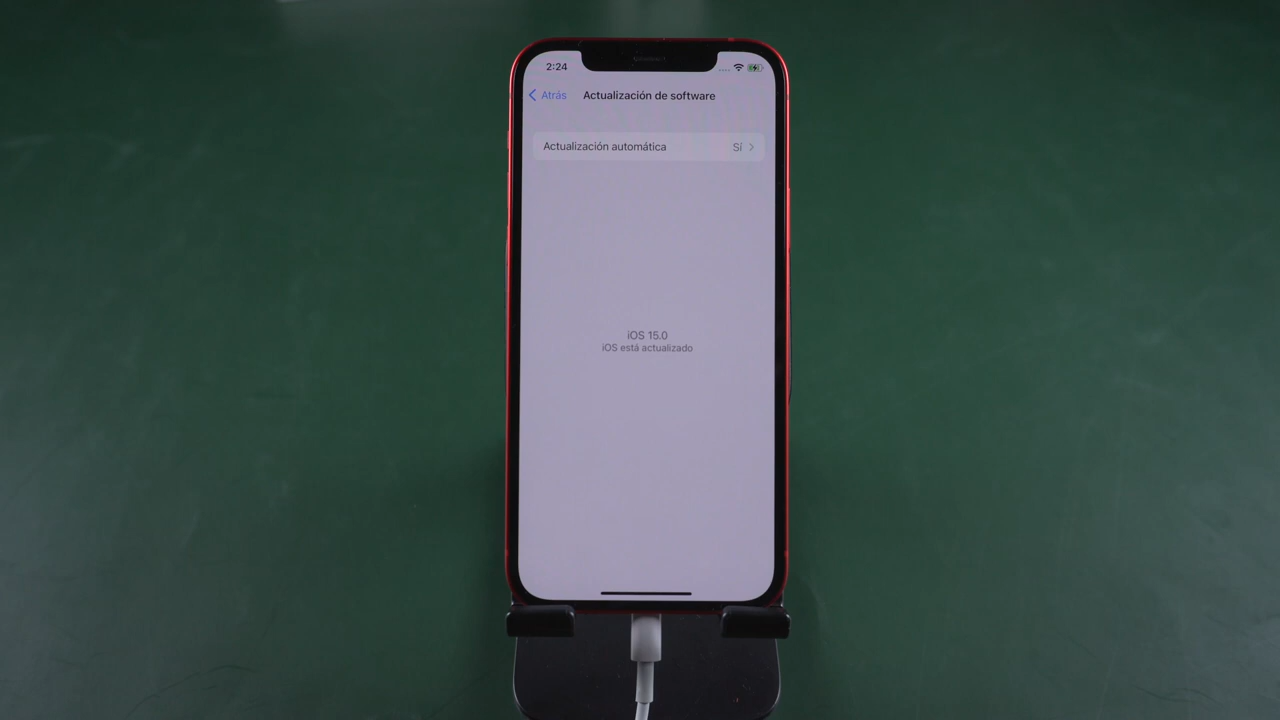 2:24
Atrás
Actualización de software
Actualización automática
Sí
iOS 15.0
iOS está actualizado